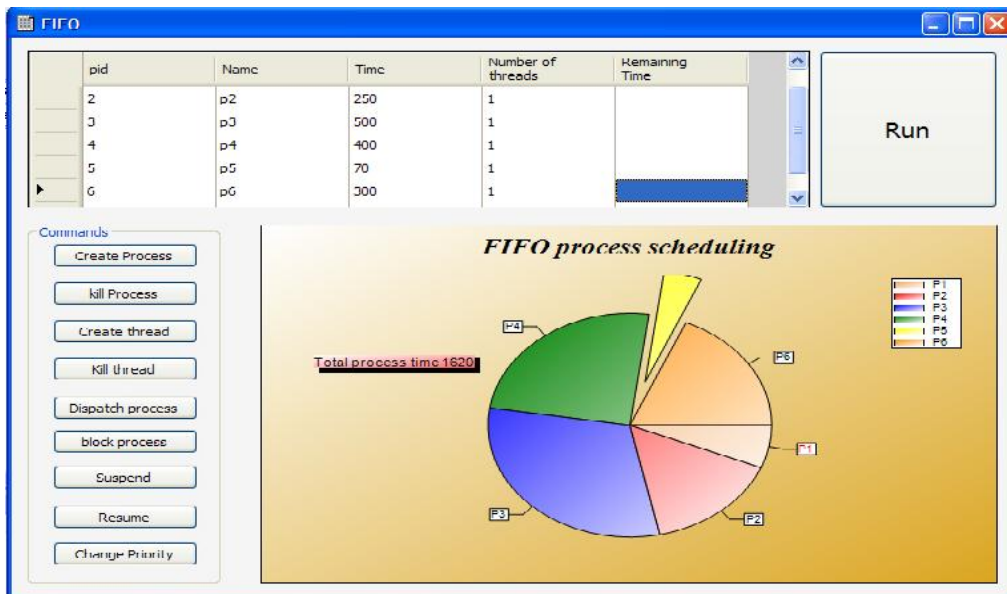 FIFO
pid Name Time Number of threads Remaining Time
2 p2 250 1
3 p3 500 1
4 p4 400 1
5 p5 70 1
6 p6 300 1
Run
Commands
Create Process
kill Process
Create thread
Kill thread
Dispatch process
block process
Suspend
Resume
Change Priority
FIFO process scheduling
Total process time 1620
P4
P6
P1
P3
P2
P1
P2
P3
P4
P5
P6